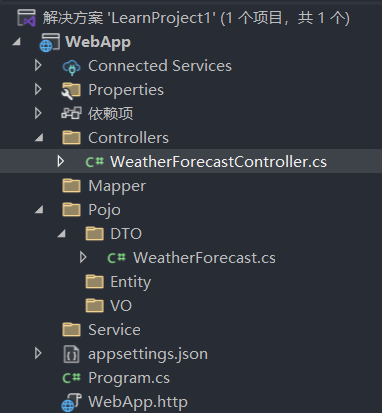 解决方案 'LearnProject1' (1 个项目，共 1 个)
WebApp
Connected Services
Properties
依赖项
Controllers
C# WeatherForecastController.cs
Mapper
Pojo
DTO
C# WeatherForecast.cs
Entity
VO
Service
appsettings.json
C# Program.cs
WebApp.http